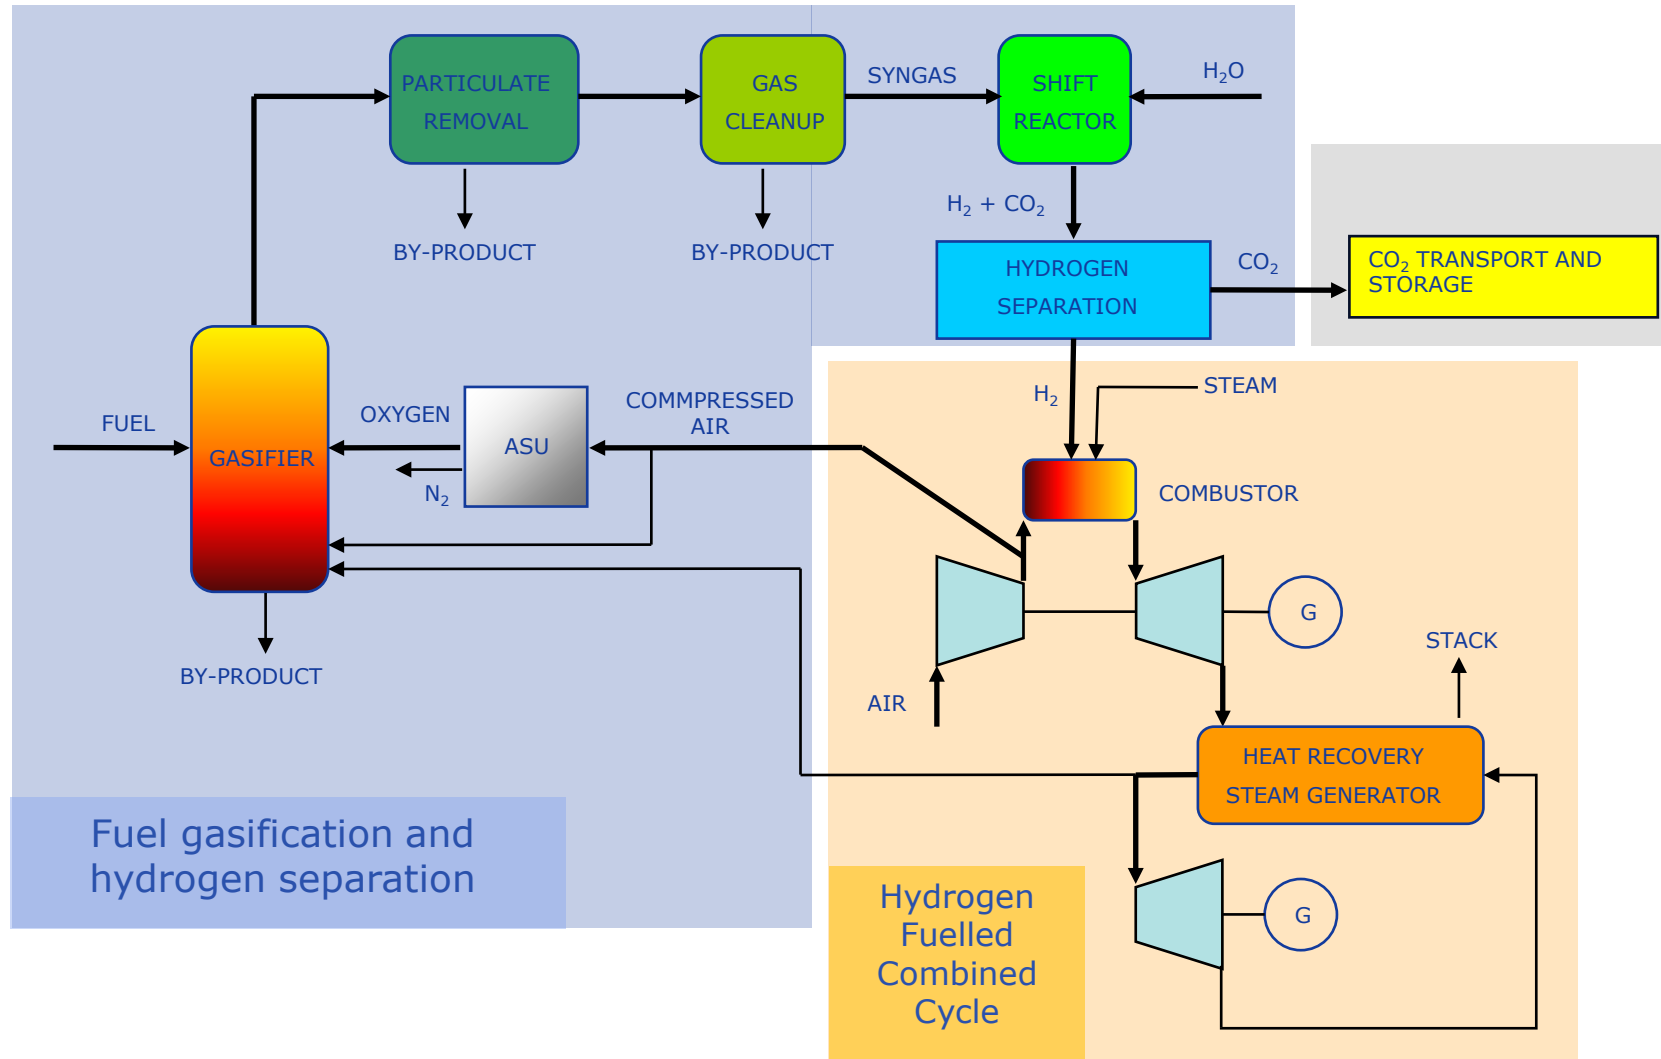 PARTICULATE
REMOVAL
GAS
CLEANUP
SYNGAS
SHIFT
REACTOR
H₂O
BY-PRODUCT
BY-PRODUCT
H₂ + CO₂
HYDROGEN
SEPARATION
CO₂
CO₂ TRANSPORT AND
STORAGE
FUEL
GASIFIER
OXYGEN
N₂
ASU
COMMPRESSED
AIR
H₂
STEAM
COMBUSTOR
G
BY-PRODUCT
AIR
STACK
HEAT RECOVERY
STEAM GENERATOR
G
Fuel gasification and
hydrogen separation
Hydrogen
Fuelled
Combined
Cycle